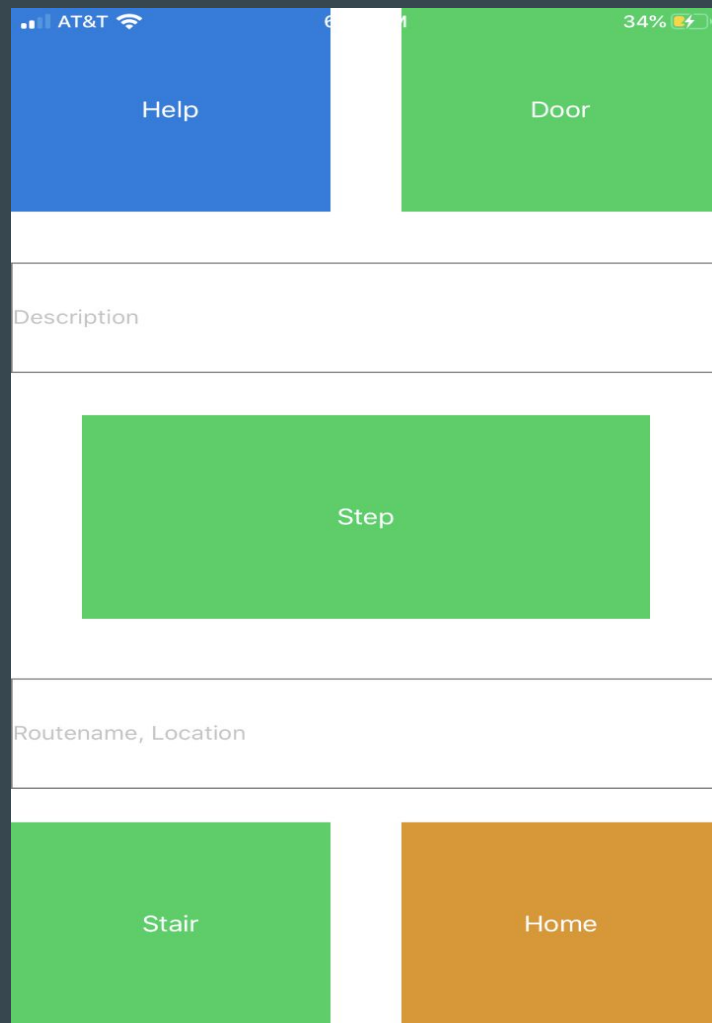 AT&T 34%
Help Door
Description
Step
Routename, Location
Stair Home